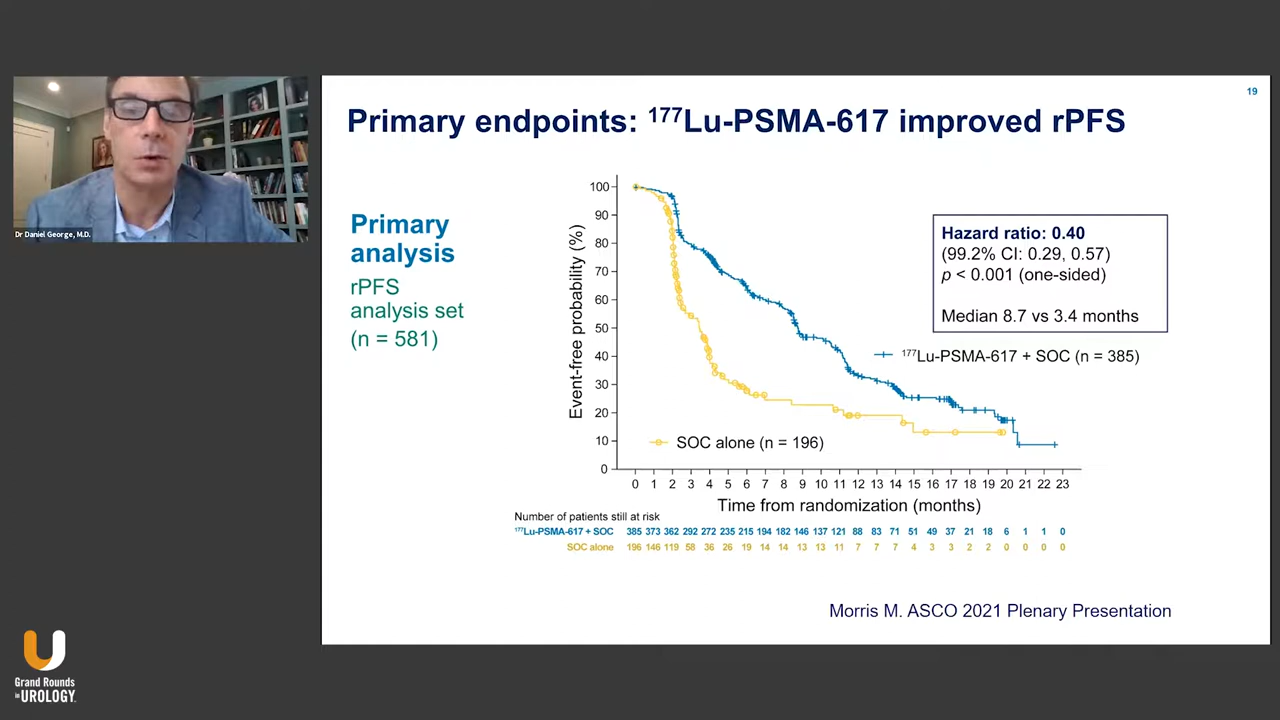 Dr Daniel George, M.D.
19
Primary endpoints: ¹⁷⁷Lu-PSMA-617 improved rPFS
Primary
analysis
rPFS
analysis set
(n = 581)
Event-free probability (%)
100
90
80
70
60
50
40
30
20
10
0
Hazard ratio: 0.40
(99.2% CI: 0.29, 0.57)
p < 0.001 (one-sided)
Median 8.7 vs 3.4 months
¹⁷⁷Lu-PSMA-617 + SOC (n = 385)
SOC alone (n = 196)
0 1 2 3 4 5 6 7 8 9 10 11 12 13 14 15 16 17 18 19 20 21 22 23
Time from randomization (months)
Number of patients still at risk
¹⁷⁷Lu-PSMA-617 + SOC 385 373 362 292 272 235 215 194 182 146 137 121 88 83 71 51 49 37 21 18 6 1 1 0
SOC alone 196 146 119 58 36 26 19 14 14 13 13 11 7 7 7 4 3 3 2 2 0 0 0 0
Morris M. ASCO 2021 Plenary Presentation
Grand Rounds
in UROLOGY